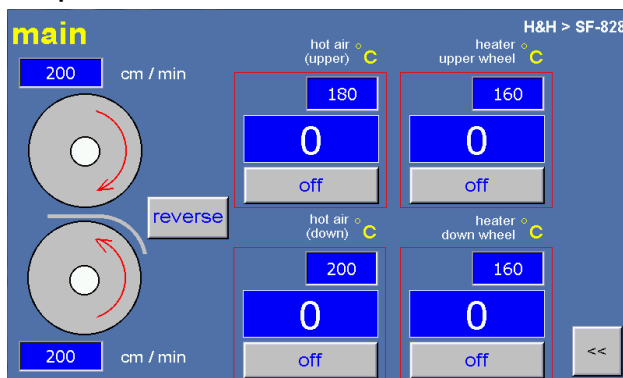 main
H&H > SF-828
200 cm / min
hot air °C
(upper)
180
0
off
heater °C
upper wheel
160
0
off
reverse
hot air °C
(down)
200
0
off
heater °C
down wheel
160
0
off
200 cm / min
<<